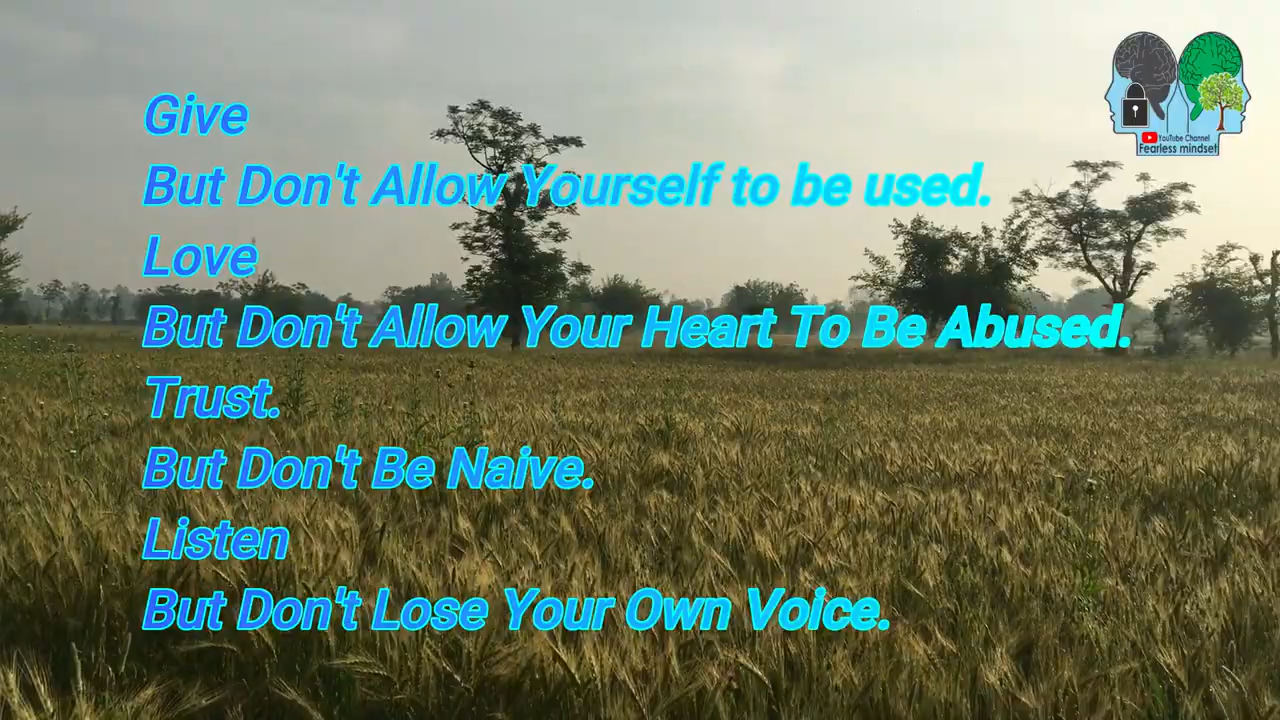 Give
But Don't Allow Yourself to be used.
Love
But Don't Allow Your Heart To Be Abused.
Trust.
But Don't Be Naive.
Listen
But Don't Lose Your Own Voice.
YouTube Channel
Fearless mindset